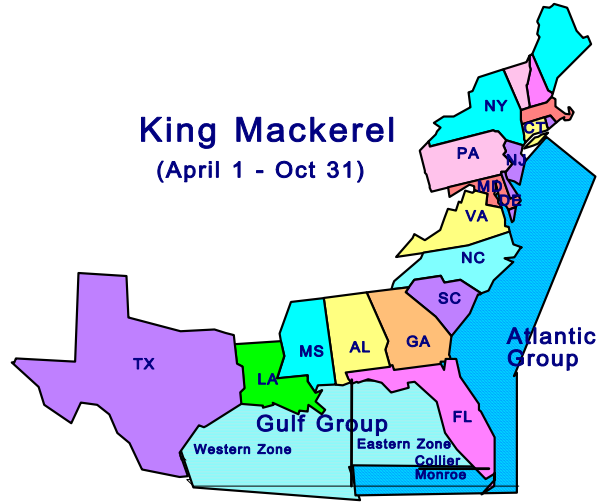 King Mackerel
(April 1 - Oct 31)
NY
CT
PA
NJ
MD
DE
VA
NC
SC
TX
LA
MS
AL
GA
FL
Atlantic
Group
Gulf Group
Western Zone
Eastern Zone
Collier
Monroe